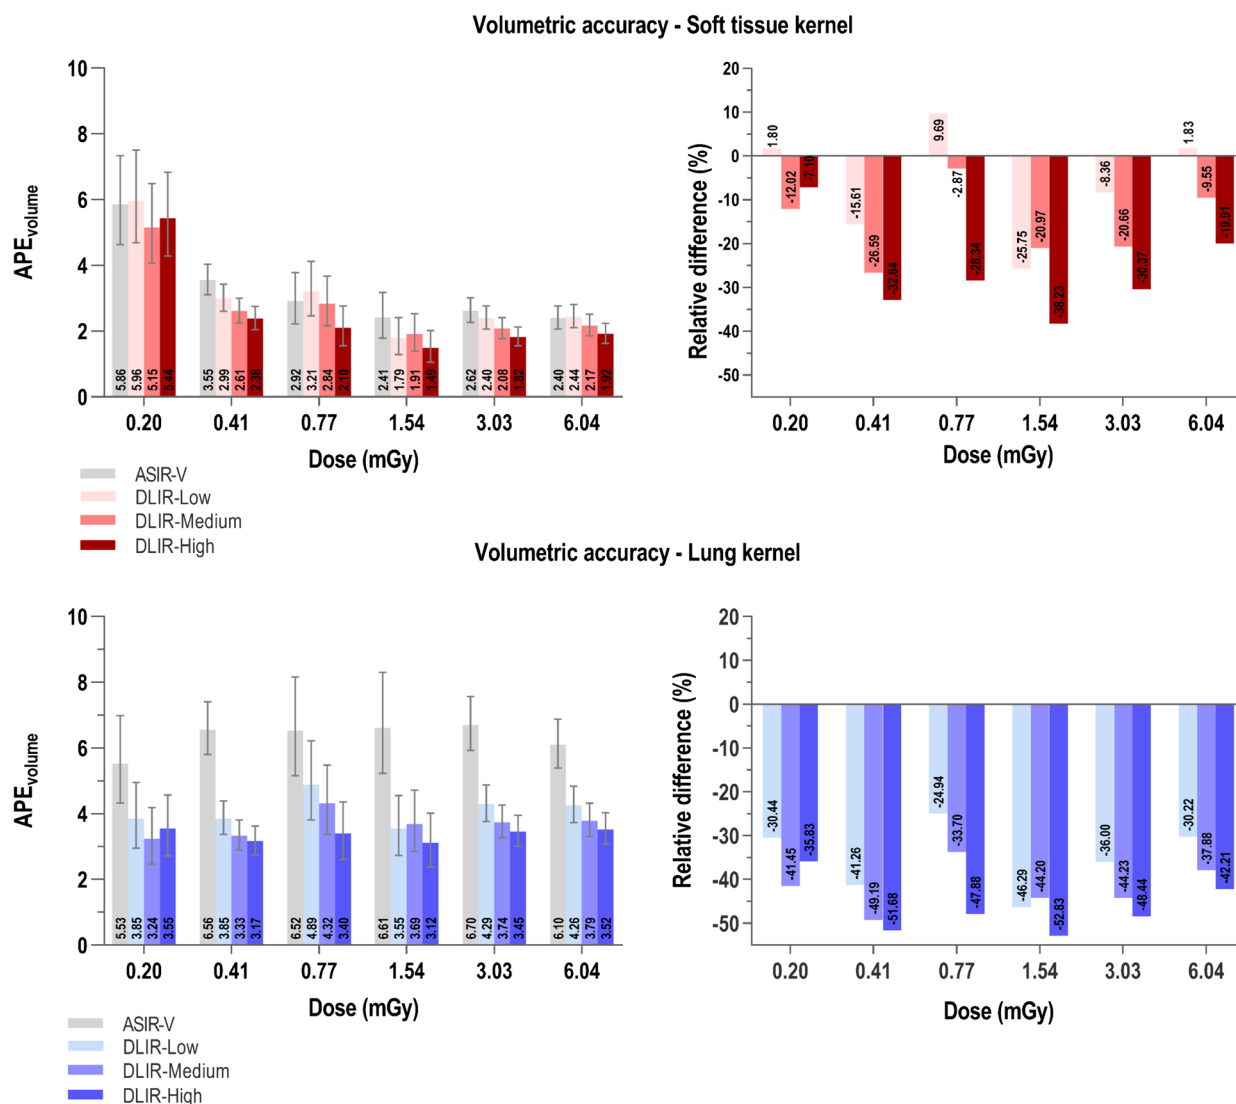 Volumetric accuracy - Soft tissue kernel
10
8
6
4
2
0
APEvolume
5.86 5.96 5.15 5.44 3.55 2.99 2.61 2.38 2.92 3.21 2.84 2.10 2.41 1.79 1.91 1.49 2.62 2.40 2.08 1.82 2.40 2.44 2.17 1.92
0.20 0.41 0.77 1.54 3.03 6.04
Dose (mGy)
ASIR-V
DLIR-Low
DLIR-Medium
DLIR-High
20
10
0
-10
-20
-30
-40
-50
Relative difference (%)
1.80 -12.02 -7.10 -15.61 -26.59 -32.84 9.69 -2.87 -28.34 -25.75 -20.97 -38.23 -8.36 -20.66 -30.37 1.83 -9.55 -19.91
0.20 0.41 0.77 1.54 3.03 6.04
Dose (mGy)
Volumetric accuracy - Lung kernel
10
8
6
4
2
0
APEvolume
5.53 3.85 3.24 3.55 6.56 3.85 3.33 3.17 6.52 4.89 4.32 3.40 6.61 3.55 3.69 3.12 6.70 4.29 3.74 3.45 6.10 4.26 3.79 3.52
0.20 0.41 0.77 1.54 3.03 6.04
Dose (mGy)
ASIR-V
DLIR-Low
DLIR-Medium
DLIR-High
20
10
0
-10
-20
-30
-40
-50
Relative difference (%)
-30.44 -41.45 -35.83 -41.26 -49.19 -51.68 -24.94 -33.70 -47.88 -46.29 -44.20 -52.83 -36.00 -44.23 -48.44 -30.22 -37.88 -42.21
0.20 0.41 0.77 1.54 3.03 6.04
Dose (mGy)